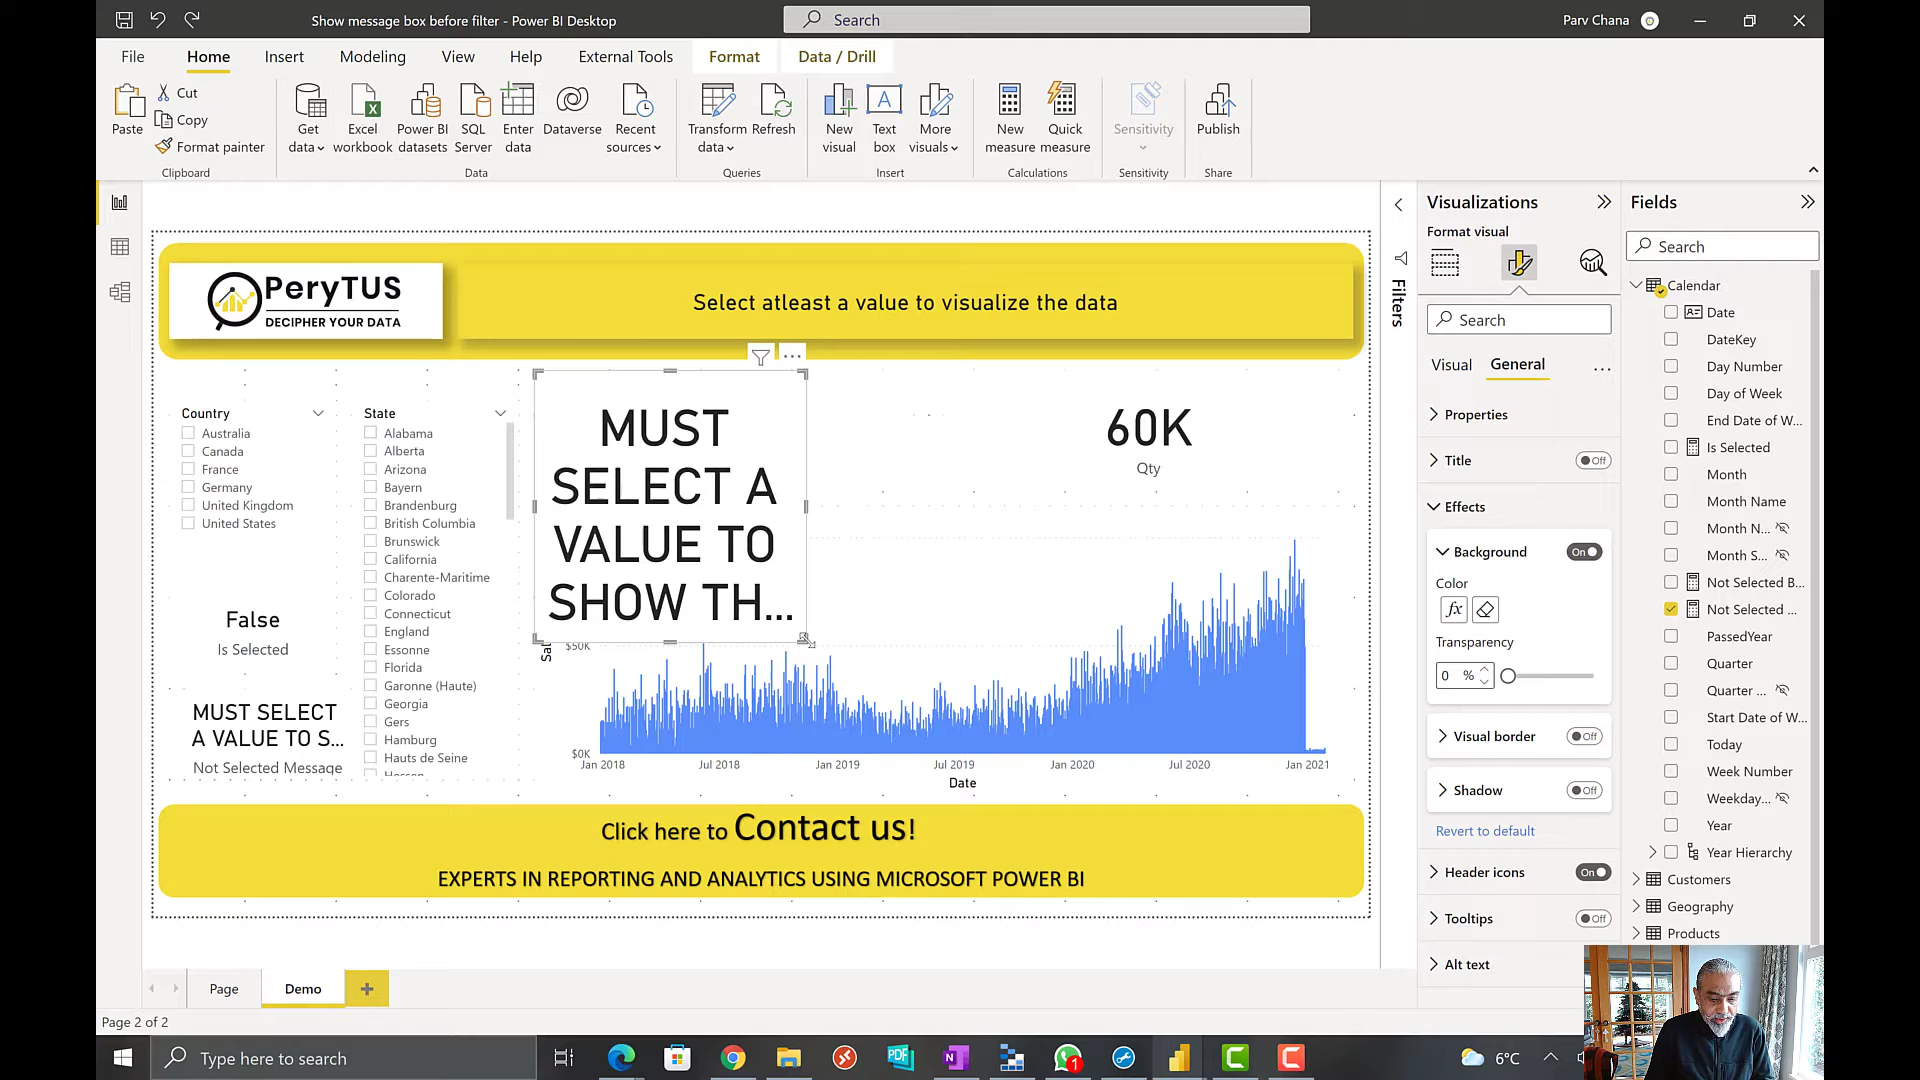 Show message box before filter - Power BI Desktop
Search
Parv Chana
File
Home
Insert
Modeling
View
Help
External Tools
Format
Data / Drill
Paste
Cut
Copy
Format painter
Clipboard
Get data
Excel workbook
Power BI datasets
SQL Server
Enter data
Dataverse
Recent sources
Data
Transform data
Refresh
Queries
New visual
Text box
More visuals
Insert
New measure
Quick measure
Calculations
Sensitivity
Sensitivity
Publish
Share
PeryTUS
DECIPHER YOUR DATA
Select atleast a value to visualize the data
Country
Australia
Canada
France
Germany
United Kingdom
United States
State
Alabama
Alberta
Arizona
Bayern
Brandenburg
British Columbia
Brunswick
California
Charente-Maritime
Colorado
Connecticut
England
Essonne
Florida
Garonne (Haute)
Georgia
Gers
Hamburg
Hauts de Seine
False
Is Selected
MUST SELECT
A VALUE TO S...
Not Selected Message
MUST
SELECT A
VALUE TO
SHOW TH...
60K
Qty
$50K
$0K
Jan 2018
Jul 2018
Jan 2019
Jul 2019
Jan 2020
Jul 2020
Jan 2021
Date
Click here to Contact us!
EXPERTS IN REPORTING AND ANALYTICS USING MICROSOFT POWER BI
Page
Demo
Page 2 of 2
Filters
Visualizations
Format visual
Search
Visual
General
...
Properties
Title
Off
Effects
Background
On
Color
fx
Transparency
0 %
Visual border
Off
Shadow
Off
Revert to default
Header icons
On
Tooltips
Off
Alt text
Fields
Search
Calendar
Date
DateKey
Day Number
Day of Week
End Date of W...
Is Selected
Month
Month Name
Month N...
Month S...
Not Selected B...
Not Selected ...
PassedYear
Quarter
Quarter ...
Start Date of W...
Today
Week Number
Weekday...
Year
Year Hierarchy
Customers
Geography
Products
Type here to search
PDF
N
1
6°C